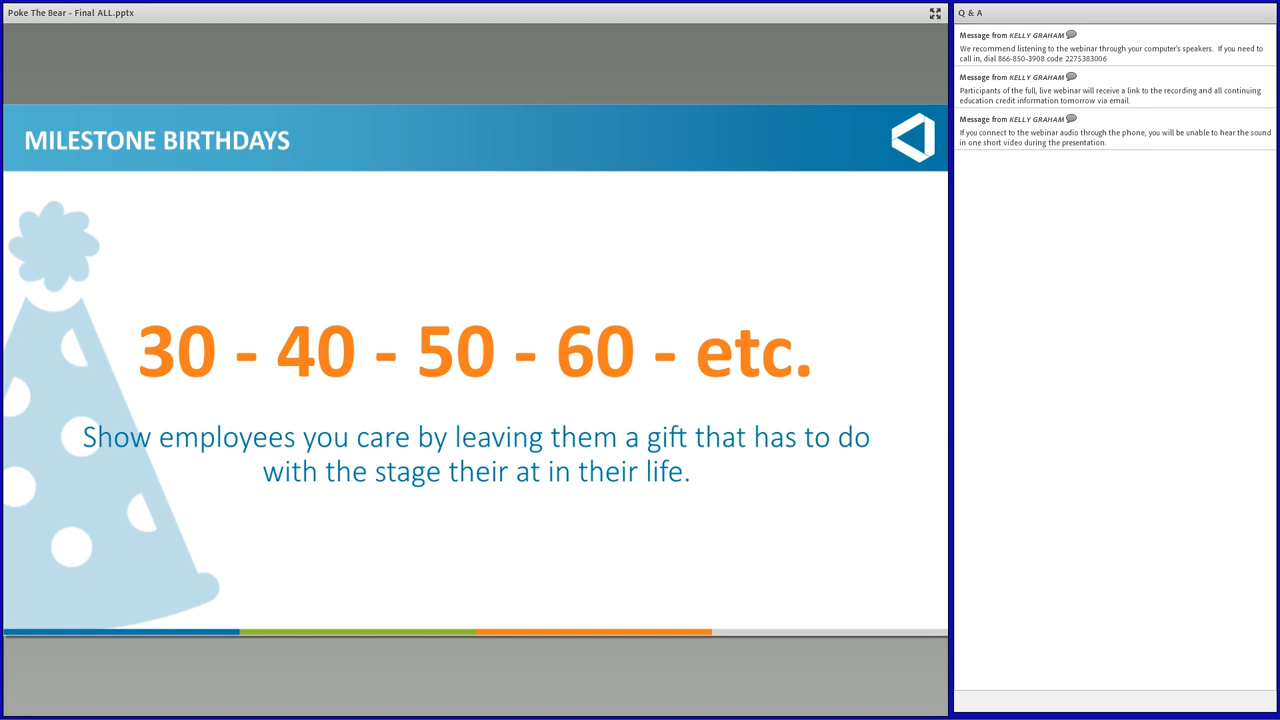 Poke The Bear - Final ALL.pptx
MILESTONE BIRTHDAYS
30 - 40 - 50 - 60 - etc.
Show employees you care by leaving them a gift that has to do
with the stage their at in their life.
Q & A
Message from KELLY GRAHAM
We recommend listening to the webinar through your computer's speakers. If you need to
call in, dial 866-850-3908 code 2275383006
Message from KELLY GRAHAM
Participants of the full, live webinar will receive a link to the recording and all continuing
education credit information tomorrow via email.
Message from KELLY GRAHAM
If you connect to the webinar audio through the phone, you will be unable to hear the sound
in one short video during the presentation.